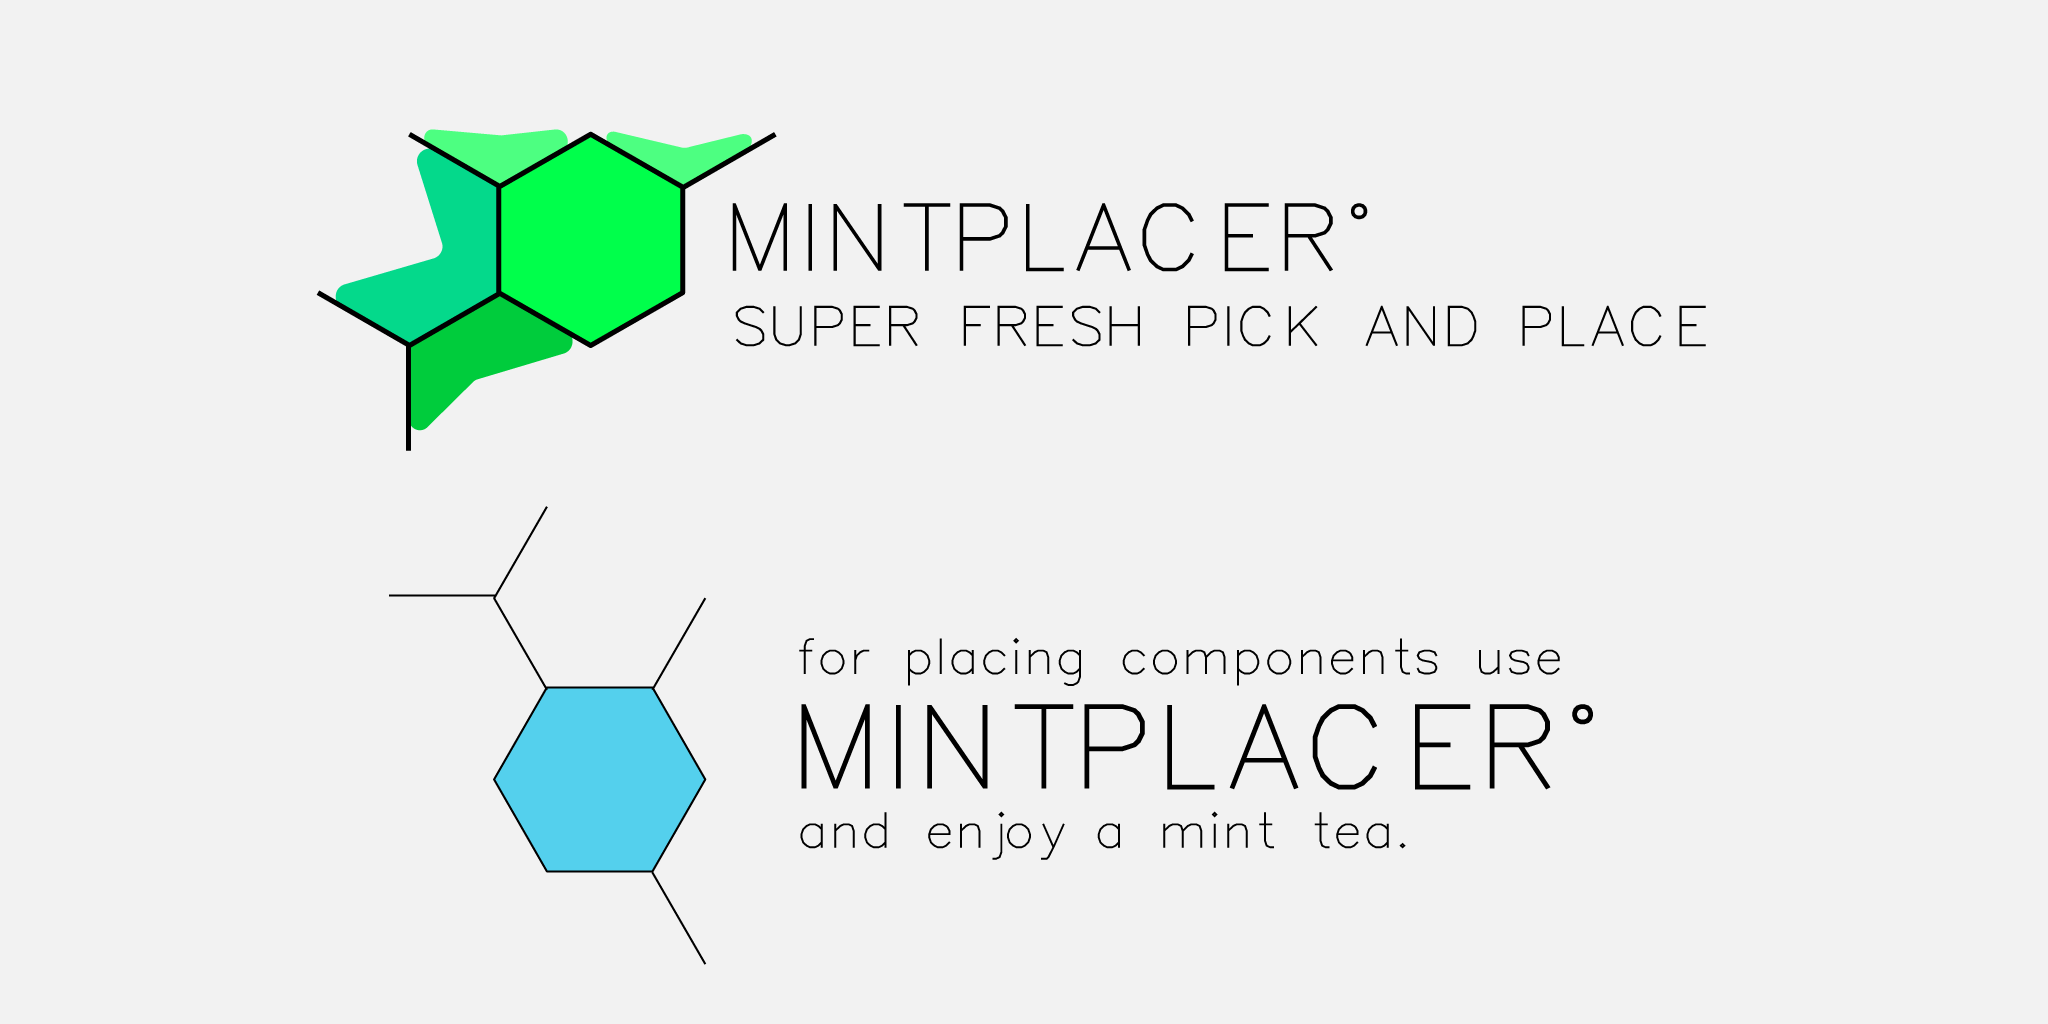 MINTPLACER°
SUPER FRESH PICK AND PLACE
for placing components use
MINTPLACER°
and enjoy a mint tea.